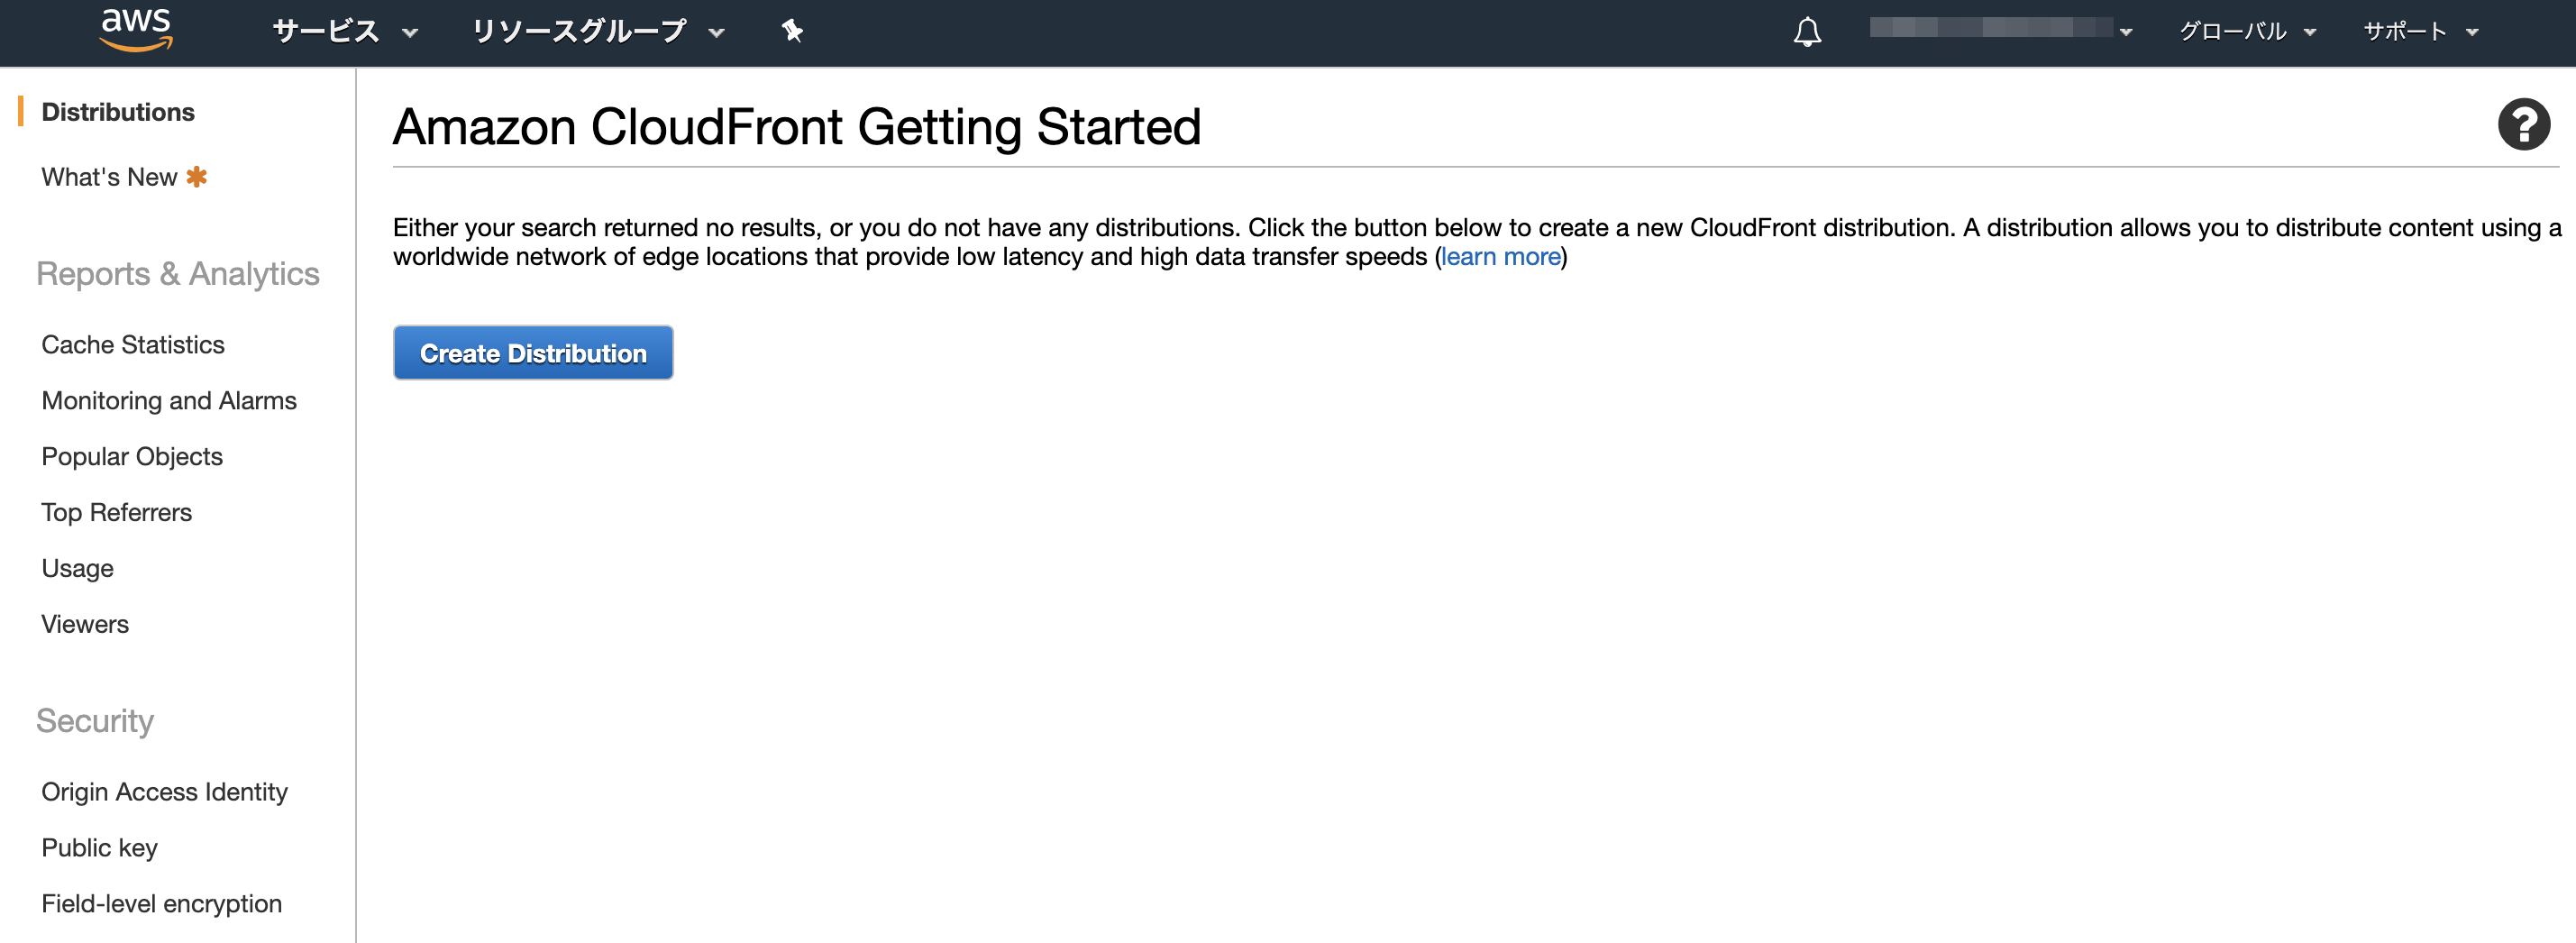 aws
サービス
リソースグループ
グローバル
サポート
Distributions
What's New
Reports & Analytics
Cache Statistics
Monitoring and Alarms
Popular Objects
Top Referrers
Usage
Viewers
Security
Origin Access Identity
Public key
Field-level encryption
Amazon CloudFront Getting Started
?
Either your search returned no results, or you do not have any distributions. Click the button below to create a new CloudFront distribution. A distribution allows you to distribute content using a
worldwide network of edge locations that provide low latency and high data transfer speeds (learn more)
Create Distribution